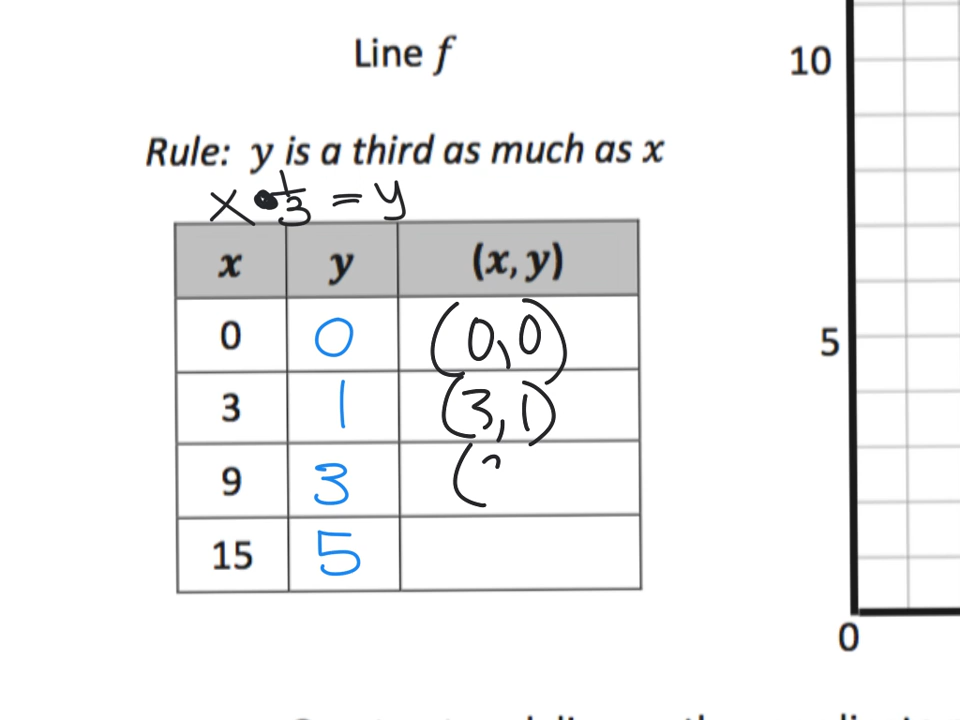 Line f
10
Rule: y is a third as much as x
x • 1/3 = y
x y (x, y)
0 0 (0,0)
5
3 1 (3,1)
9 3 (
15 5
0